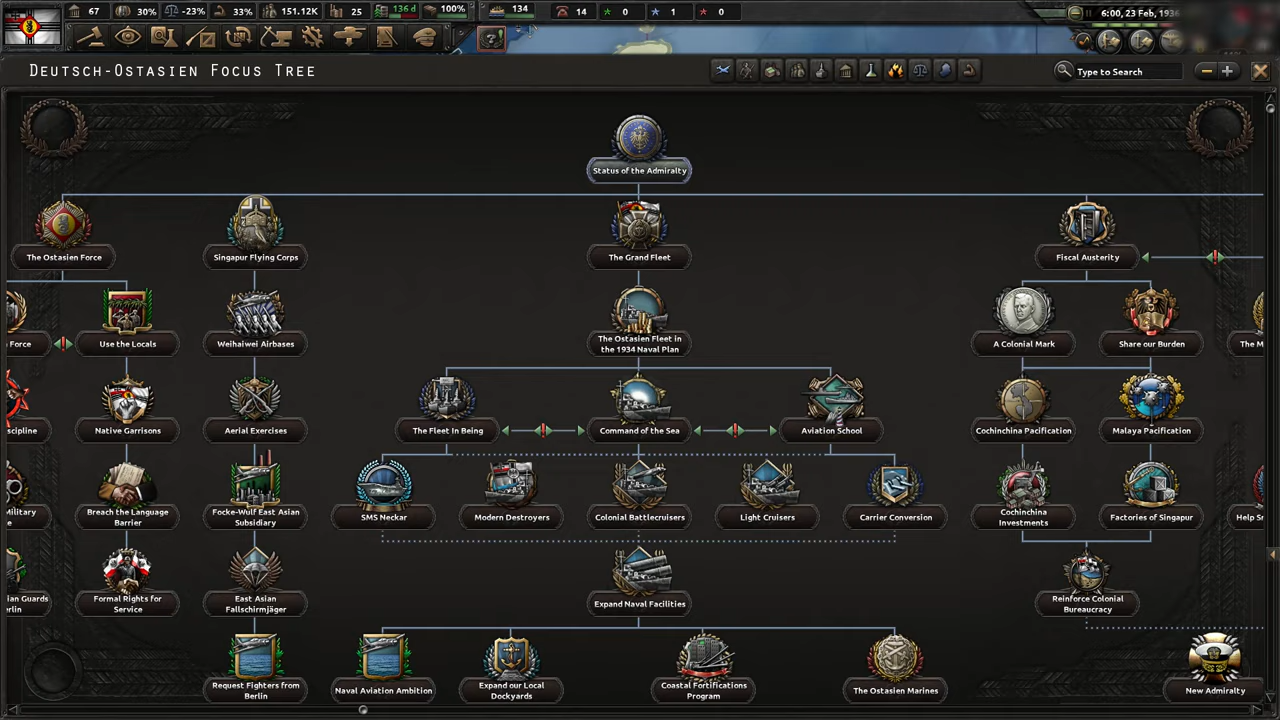 67 30% -23% 33% 151.12K 25 136 d 100% 134 14 0 1 0 6:00, 23 Feb, 1936
Deutsch-Ostasien Focus Tree
Type to Search
Status of the Admiralty
The Ostasien Force
Singapur Flying Corps
The Grand Fleet
Fiscal Austerity
Force
Use the Locals
Weihaiwei Airbases
The Ostasien Fleet in
the 1934 Naval Plan
A Colonial Mark
Share our Burden
The M
scipline
Native Garrisons
Aerial Exercises
The Fleet In Being
Command of the Sea
Aviation School
Cochinchina Pacification
Malaya Pacification
Military
e
Breach the Language
Barrier
Focke-Wulf East Asian
Subsidiary
SMS Neckar
Modern Destroyers
Colonial Battlecruisers
Light Cruisers
Carrier Conversion
Cochinchina
Investments
Factories of Singapur
Help S
ian Guards
erlin
Formal Rights for
Service
East Asian
Fallschirmjäger
Expand Naval Facilities
Reinforce Colonial
Bureaucracy
Request Fighters from
Berlin
Naval Aviation Ambition
Expand our Local
Dockyards
Coastal Fortifications
Program
The Ostasien Marines
New Admiralty